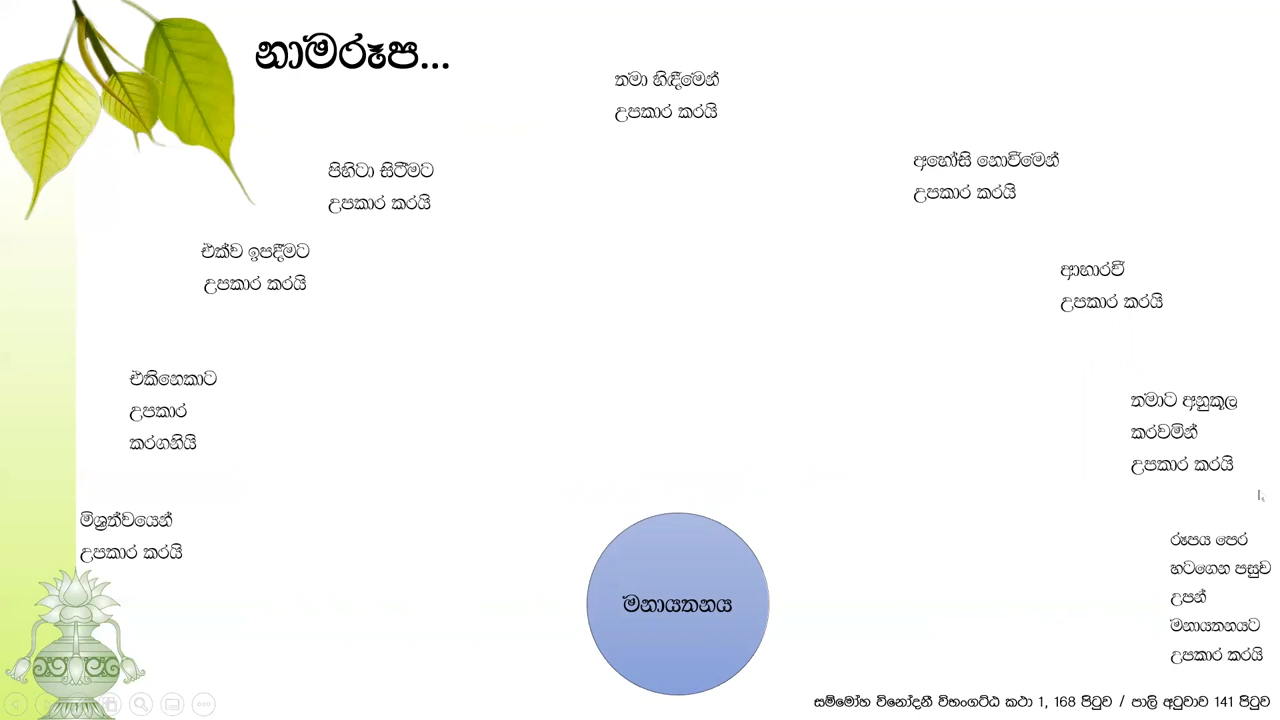 නාමරූප...
තමා හිඳීමෙන්
උපකාර කරයි
අහෝසි නොවීමෙන්
උපකාර කරයි
පිහිටා සිටීමට
උපකාර කරයි
එක්ව ඉපදීමට
උපකාර කරයි
ආහාරවී
උපකාර කරයි
එකිනෙකාට
උපකාර
කරගනියි
තමාට අනුකූල
කරවමින්
උපකාර කරයි
මිශ්‍රත්වයෙන්
උපකාර කරයි
රූපය පෙර
හටගෙන පසුව
උපන්
මනායතනයට
උපකාර කරයි
මනායතනය
සම්මෝහ විනෝදනී විභංගට්ඨ කථා 1, 168 පිටුව / පාලි අටුවාව 141 පිටුව